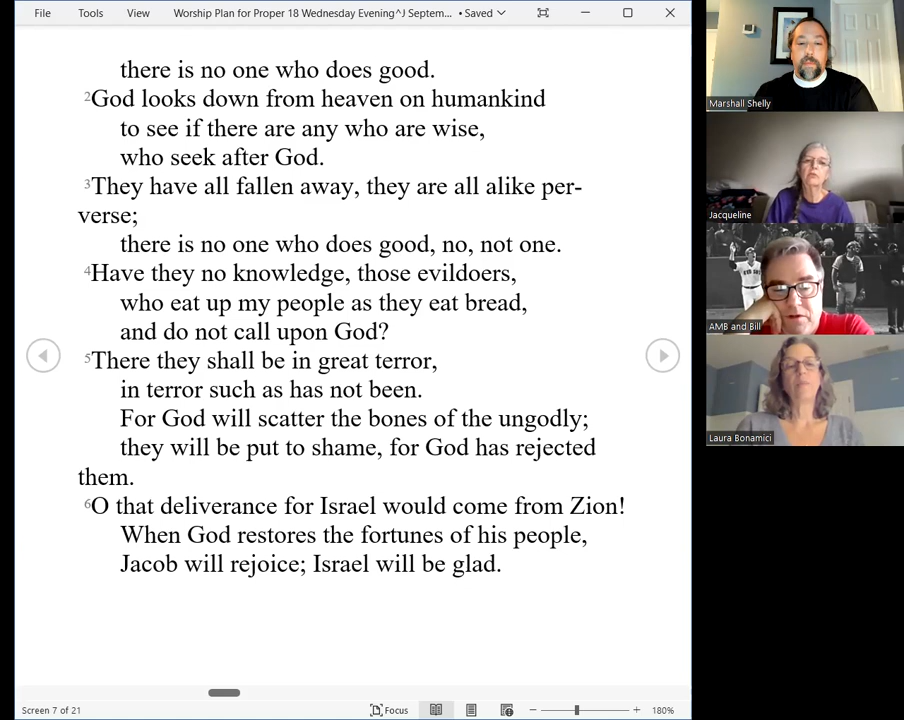 File Tools View Worship Plan for Proper 18 Wednesday Evening^J Septem... • Saved
there is no one who does good.
2God looks down from heaven on humankind
to see if there are any who are wise,
who seek after God.
3They have all fallen away, they are all alike per-
verse;
there is no one who does good, no, not one.
4Have they no knowledge, those evildoers,
who eat up my people as they eat bread,
and do not call upon God?
5There they shall be in great terror,
in terror such as has not been.
For God will scatter the bones of the ungodly;
they will be put to shame, for God has rejected
them.
6O that deliverance for Israel would come from Zion!
When God restores the fortunes of his people,
Jacob will rejoice; Israel will be glad.
Screen 7 of 21 Focus 180%
Marshall Shelly
Jacqueline
RED SOX
AMB and Bill
Laura Bonamici